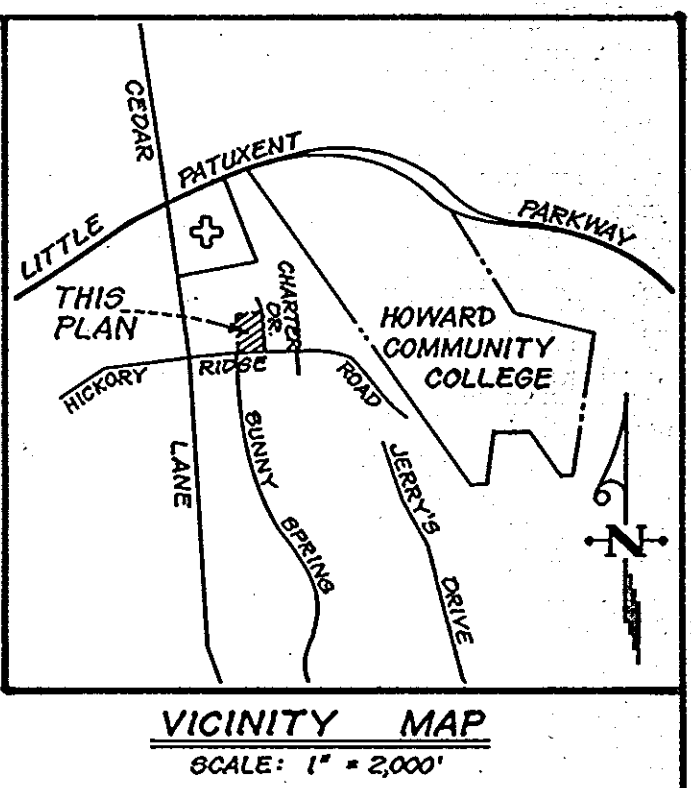 CEDAR
LITTLE PATUXENT PARKWAY
THIS
PLAN
CHARTER
DR.
HOWARD
COMMUNITY
COLLEGE
HICKORY RIDGE ROAD
LANE
SUNNY SPRING
JERRY'S DRIVE
N
VICINITY MAP
SCALE: 1" = 2,000'